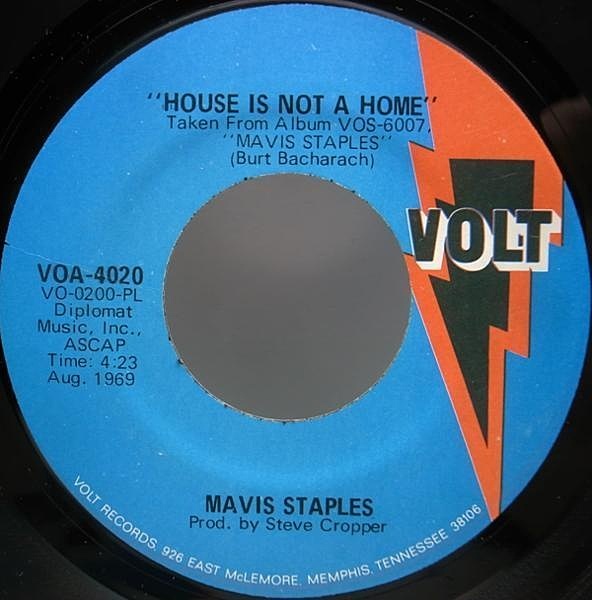 "HOUSE IS NOT A HOME"
Taken From Album VOS-6007,
"MAVIS STAPLES"
(Burt Bacharach)
VOLT
VOA-4020
VO-0200-PL
Diplomat
Music, Inc.,
ASCAP
Time: 4:23
Aug. 1969
MAVIS STAPLES
Prod. by Steve Cropper
VOLT RECORDS, 926 EAST McLEMORE, MEMPHIS, TENNESSEE 38106